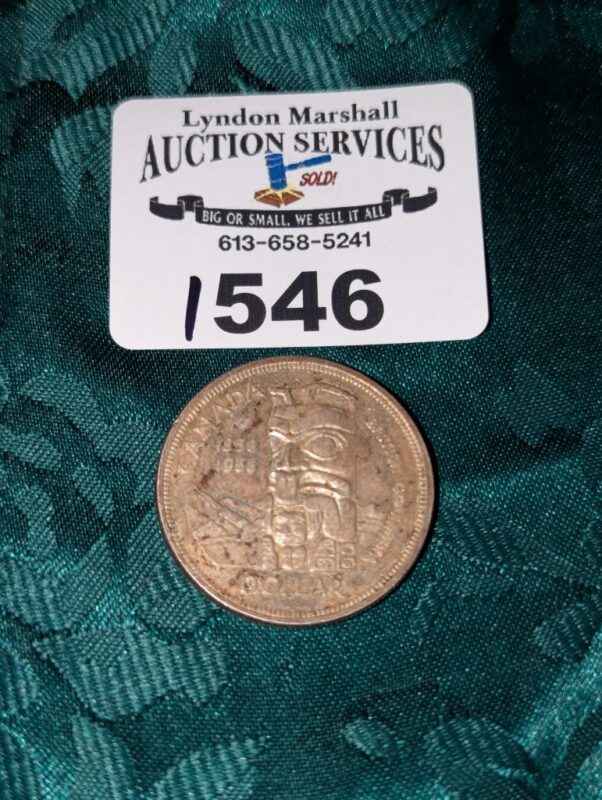 Lyndon Marshall
AUCTION SERVICES
SOLD!
BIG OR SMALL, WE SELL IT ALL
613-658-5241
1546
CANADA
DOLLAR